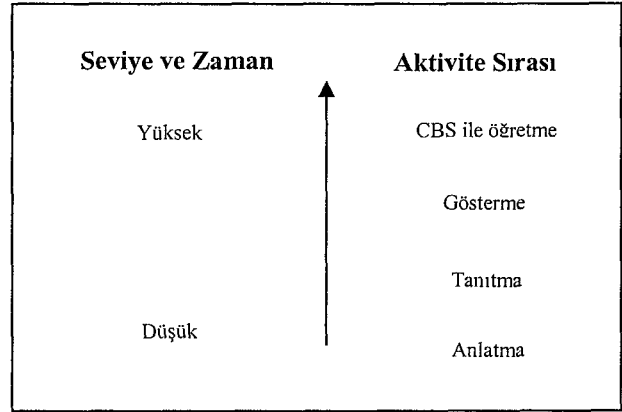 Seviye ve Zaman
Aktivite Sırası
Yüksek
CBS ile öğretme
Gösterme
Tanıtma
Düşük
Anlatma